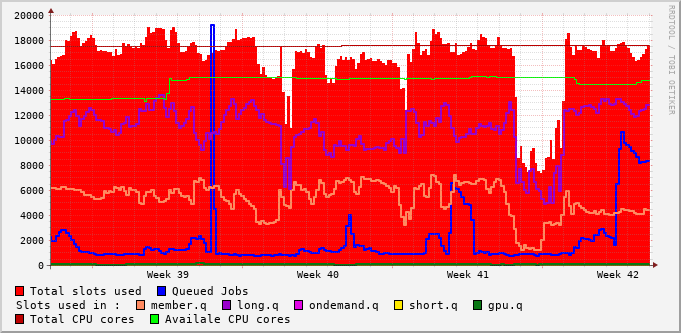 20000
18000
16000
14000
12000
10000
8000
6000
4000
2000
0
Week 39 Week 40 Week 41 Week 42
Total slots used Queued Jobs
Slots used in : member.q long.q ondemand.q short.q gpu.q
Total CPU cores Availale CPU cores
RRDTOOL / TOBI OETIKER